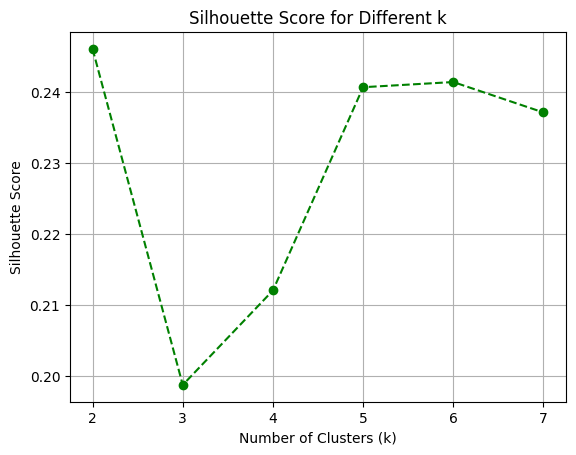 Silhouette Score for Different k
Silhouette Score
0.24
0.23
0.22
0.21
0.20
2 3 4 5 6 7
Number of Clusters (k)